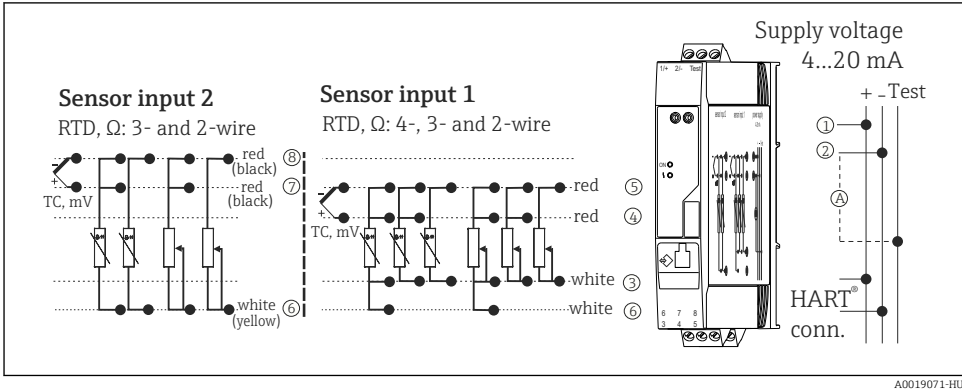 Supply voltage
4...20 mA
+ - Test
Sensor input 2
RTD, Ω: 3- and 2-wire
Sensor input 1
RTD, Ω: 4-, 3- and 2-wire
1/+ 2/- Test
ON
red
(black)
8
red
(black)
7
-
+
TC, mV
white
(yellow)
6
-
+
TC, mV
red 5
red 4
white 3
white 6
6 7 8
3 4 5
1
2
A
HART®
conn.
A0019071-HU